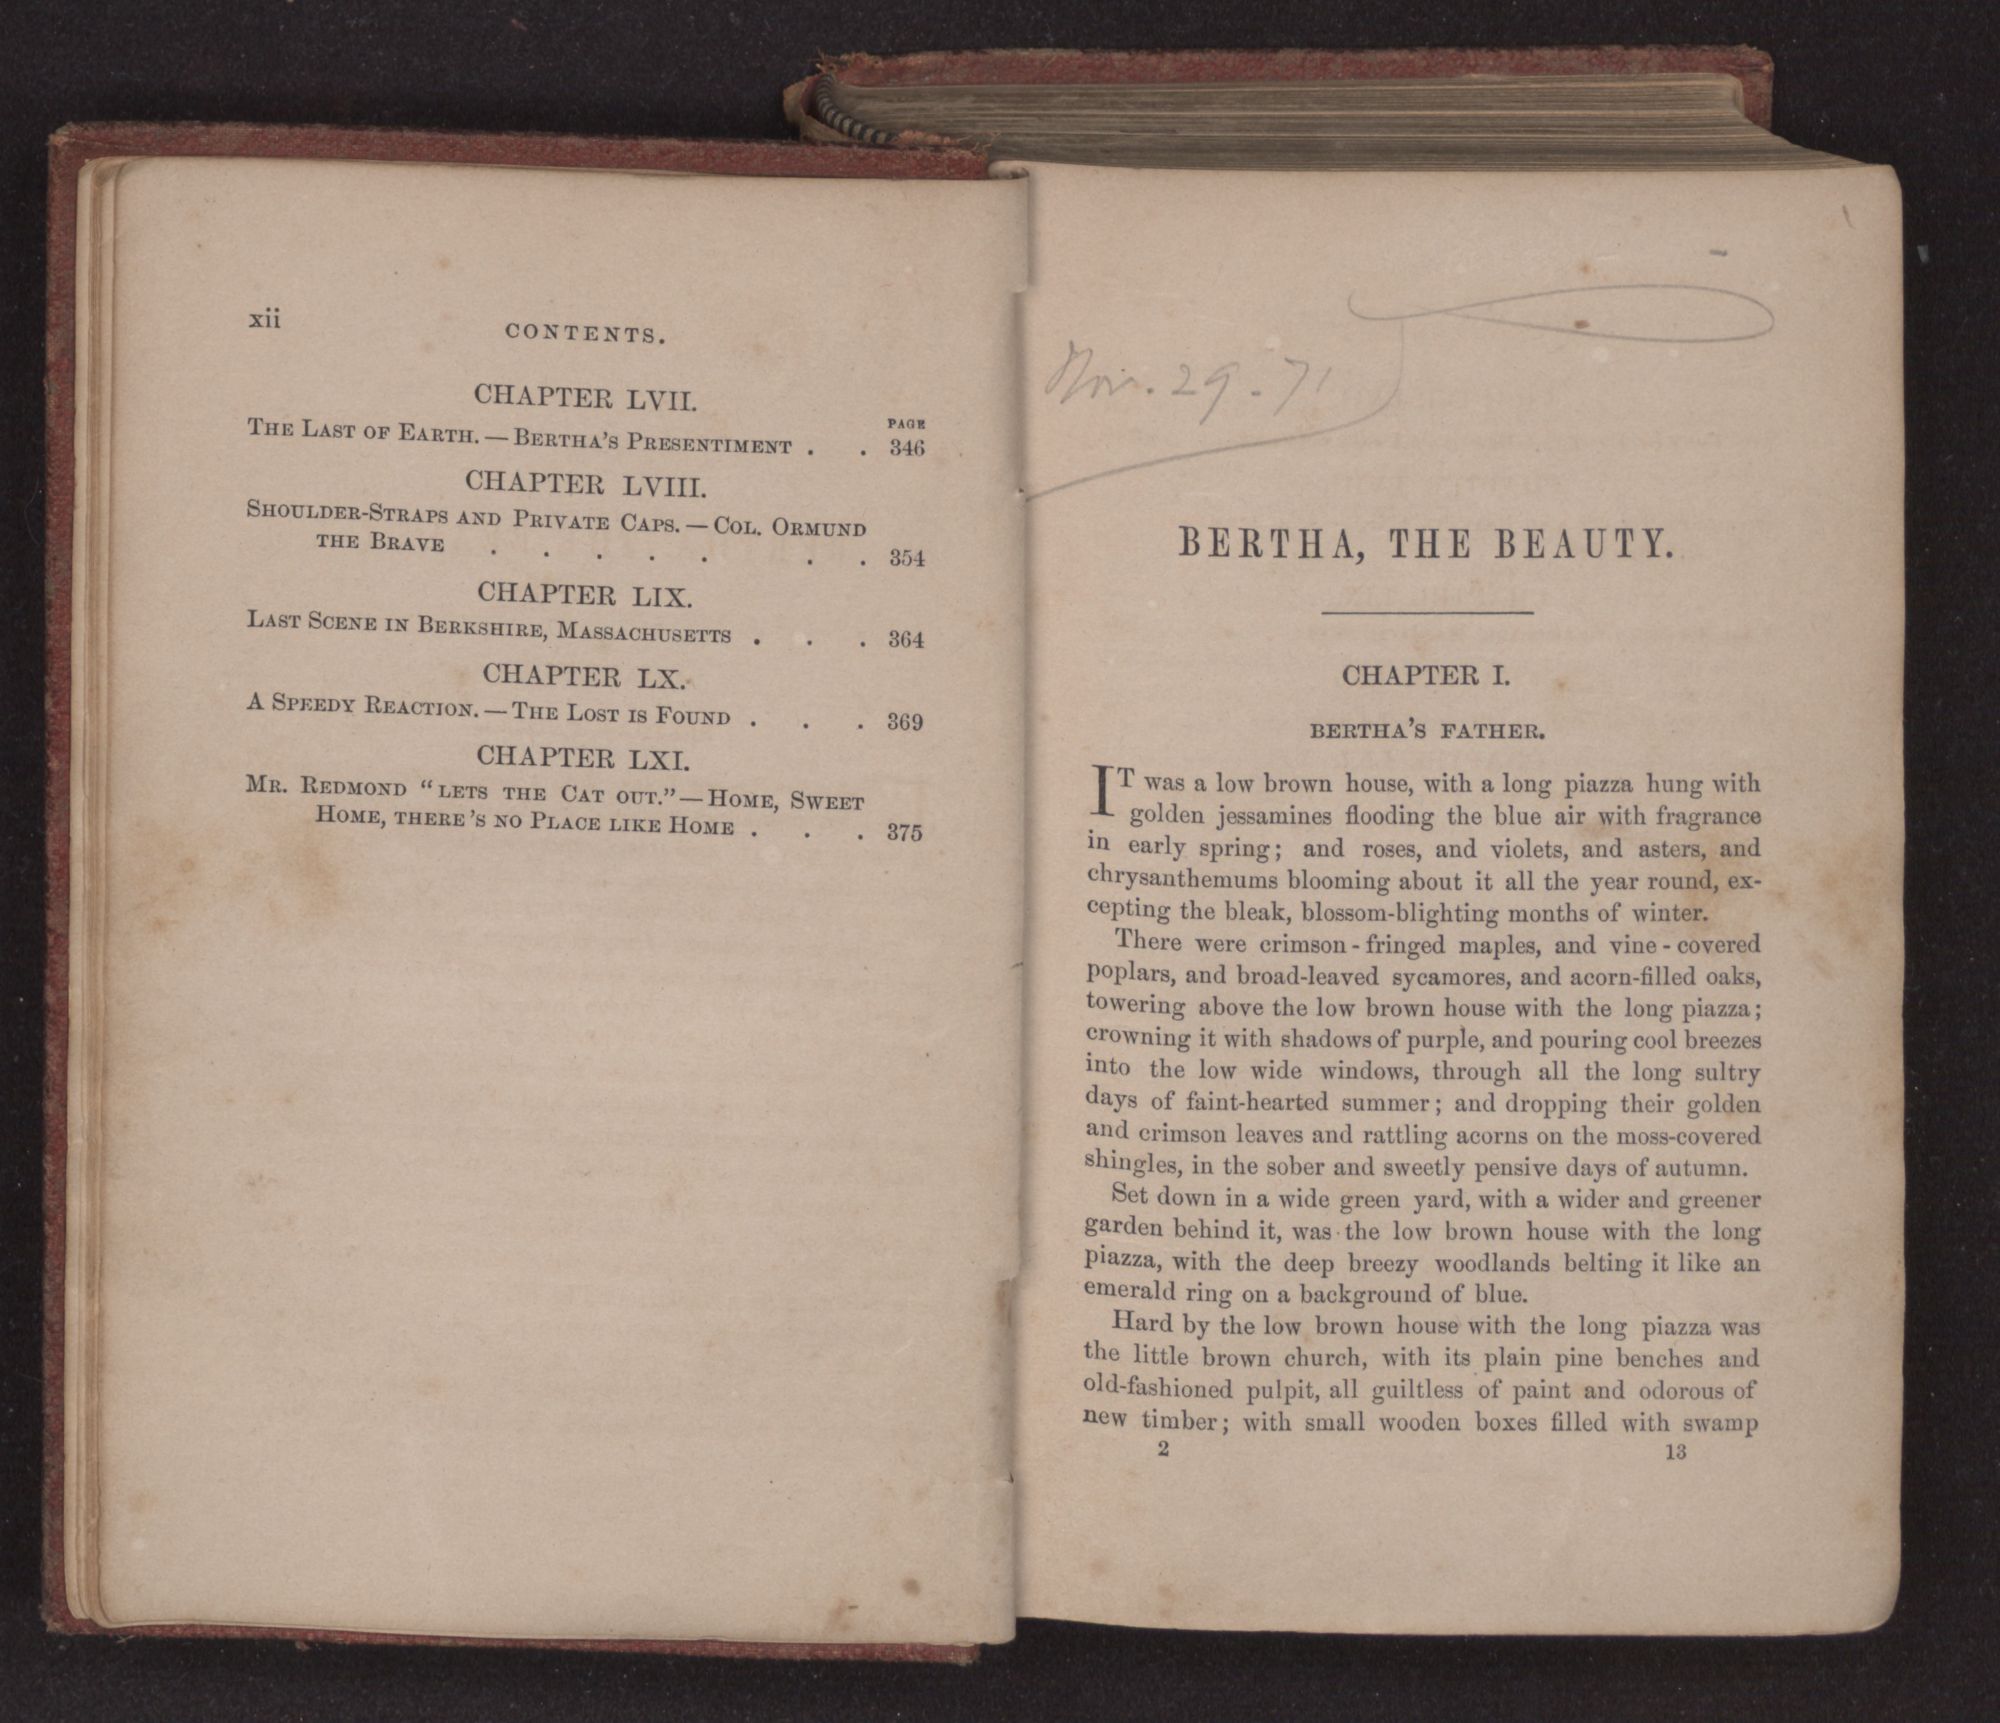 xii
CONTENTS.
CHAPTER LVII.
PAGE
THE LAST OF EARTH. — BERTHA'S PRESENTIMENT . . 346
CHAPTER LVIII.
SHOULDER-STRAPS AND PRIVATE CAPS. — COL. ORMUND
THE BRAVE . . . . . . . 354
CHAPTER LIX.
LAST SCENE IN BERKSHIRE, MASSACHUSETTS . . . 364
CHAPTER LX.
A SPEEDY REACTION. — THE LOST IS FOUND . . . 369
CHAPTER LXI.
MR. REDMOND "LETS THE CAT OUT." — HOME, SWEET
HOME, THERE'S NO PLACE LIKE HOME . . . 375
Nov. 29-71
BERTHA, THE BEAUTY.
CHAPTER I.
BERTHA'S FATHER.
IT was a low brown house, with a long piazza hung with
golden jessamines flooding the blue air with fragrance
in early spring; and roses, and violets, and asters, and
chrysanthemums blooming about it all the year round, ex-
cepting the bleak, blossom-blighting months of winter.
There were crimson-fringed maples, and vine-covered
poplars, and broad-leaved sycamores, and acorn-filled oaks,
towering above the low brown house with the long piazza;
crowning it with shadows of purple, and pouring cool breezes
into the low wide windows, through all the long sultry
days of faint-hearted summer; and dropping their golden
and crimson leaves and rattling acorns on the moss-covered
shingles, in the sober and sweetly pensive days of autumn.
Set down in a wide green yard, with a wider and greener
garden behind it, was the low brown house with the long
piazza, with the deep breezy woodlands belting it like an
emerald ring on a background of blue.
Hard by the low brown house with the long piazza was
the little brown church, with its plain pine benches and
old-fashioned pulpit, all guiltless of paint and odorous of
new timber; with small wooden boxes filled with swamp
2 13